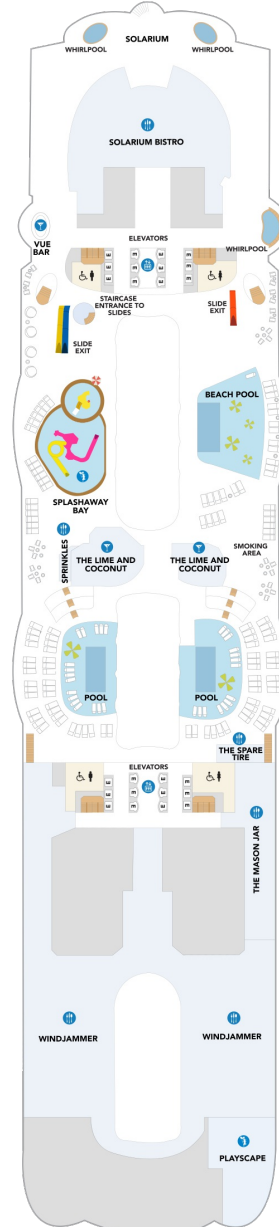 SOLARIUM
WHIRLPOOL
WHIRLPOOL
SOLARIUM BISTRO
ELEVATORS
VUE
BAR
WHIRLPOOL
STAIRCASE
ENTRANCE TO
SLIDES
SLIDE
EXIT
SLIDE
EXIT
BEACH POOL
SPLASHAWAY
BAY
SPRINKLES
THE LIME AND
COCONUT
THE LIME AND
COCONUT
SMOKING
AREA
POOL
POOL
THE SPARE
TIRE
ELEVATORS
THE MASON JAR
WINDJAMMER
WINDJAMMER
PLAYSCAPE